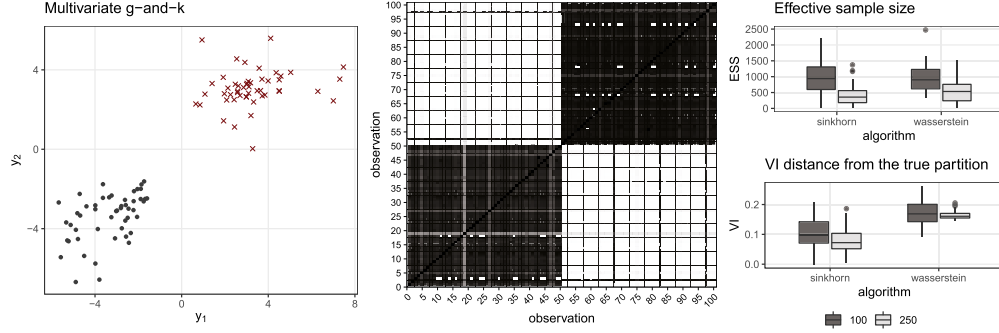 Multivariate g−and−k
4
0
−4
y2
−4
0
4
8
y1
100
95
90
85
80
75
70
65
60
55
50
45
40
35
30
25
20
15
10
5
0
observation
0 5 10 15 20 25 30 35 40 45 50 55 60 65 70 75 80 85 90 95 100
observation
Effective sample size
2500
2000
1500
1000
500
0
ESS
sinkhorn wasserstein
algorithm
VI distance from the true partition
0.2
0.1
0.0
VI
sinkhorn wasserstein
algorithm
100 250